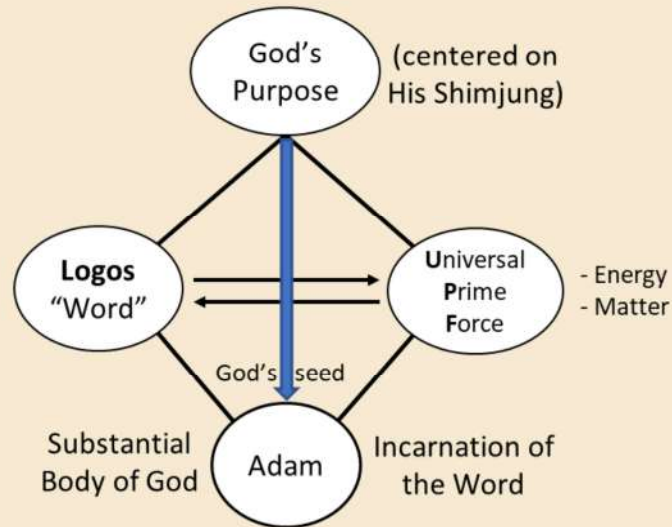 God's
Purpose
(centered on
His Shimjung)
Logos
"Word"
Universal
Prime
Force
- Energy
- Matter
God's seed
Substantial
Body of God
Adam
Incarnation of
the Word